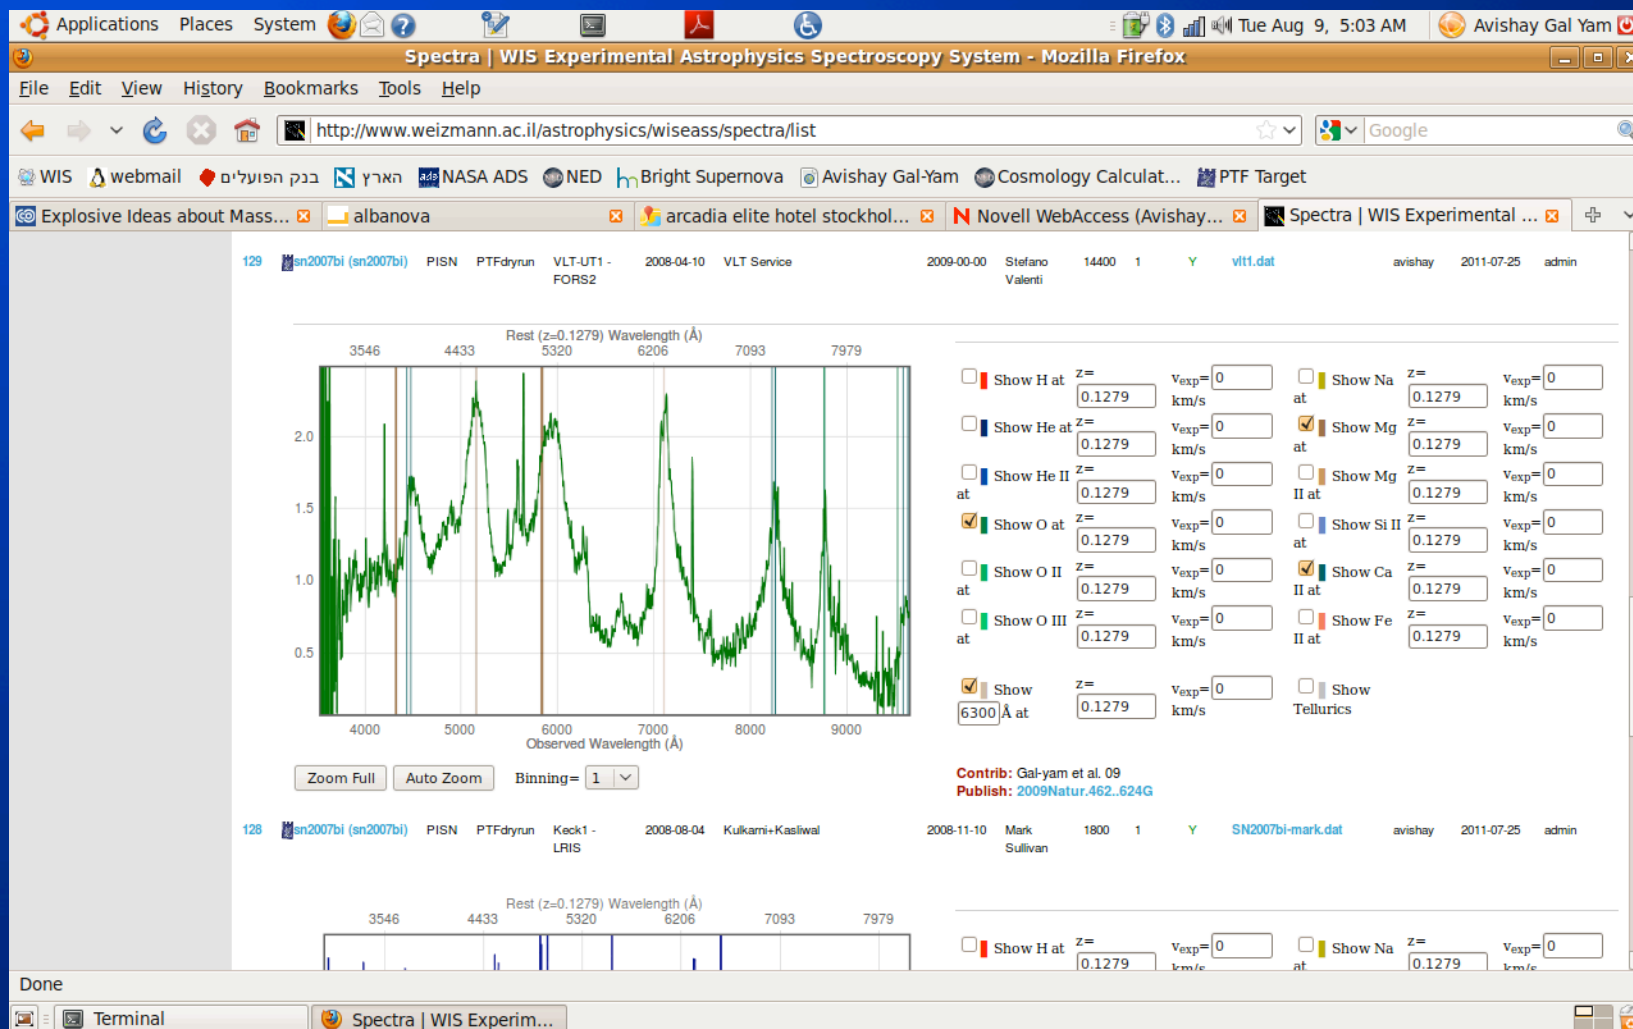 Applications Places System Tue Aug 9, 5:03 AM Avishay Gal Yam
Spectra | WIS Experimental Astrophysics Spectroscopy System - Mozilla Firefox
File Edit View History Bookmarks Tools Help
http://www.weizmann.ac.il/astrophysics/wiseass/spectra/list Google
WIS webmail בנק הפועלים הארץ NASA ADS NED Bright Supernova Avishay Gal-Yam Cosmology Calculat... PTF Target
Explosive Ideas about Mass... albanova arcadia elite hotel stockhol... Novell WebAccess (Avishay... Spectra | WIS Experimental ...
129 sn2007bi (sn2007bi) PISN PTFdryrun VLT-UT1 - 2008-04-10 VLT Service 2009-00-00 Stefano 14400 1 Y vlt1.dat avishay 2011-07-25 admin
FORS2 Valenti
Rest (z=0.1279) Wavelength (Å)
3546 4433 5320 6206 7093 7979
2.0
1.5
1.0
0.5
4000 5000 6000 7000 8000 9000
Observed Wavelength (Å)
Zoom Full Auto Zoom Binning= 1
Show H at z= 0.1279 vexp= 0 km/s Show Na at z= 0.1279 vexp= 0 km/s
Show He at z= 0.1279 vexp= 0 km/s Show Mg at z= 0.1279 vexp= 0 km/s
Show He II at z= 0.1279 vexp= 0 km/s Show Mg II at z= 0.1279 vexp= 0 km/s
Show O at z= 0.1279 vexp= 0 km/s Show Si II at z= 0.1279 vexp= 0 km/s
Show O II at z= 0.1279 vexp= 0 km/s Show Ca II at z= 0.1279 vexp= 0 km/s
Show O III at z= 0.1279 vexp= 0 km/s Show Fe II at z= 0.1279 vexp= 0 km/s
Show 6300 Å at z= 0.1279 vexp= 0 km/s Show Tellurics
Contrib: Gal-yam et al. 09
Publish: 2009Natur.462..624G
128 sn2007bi (sn2007bi) PISN PTFdryrun Keck1 - 2008-08-04 Kulkarni+Kasliwal 2008-11-10 Mark 1800 1 Y SN2007bi-mark.dat avishay 2011-07-25 admin
LRIS Sullivan
Rest (z=0.1279) Wavelength (Å)
3546 4433 5320 6206 7093 7979
Show H at z= 0.1279 vexp= 0 km/s Show Na at z= 0.1279 vexp= 0 km/s
Done
Terminal Spectra | WIS Experim...